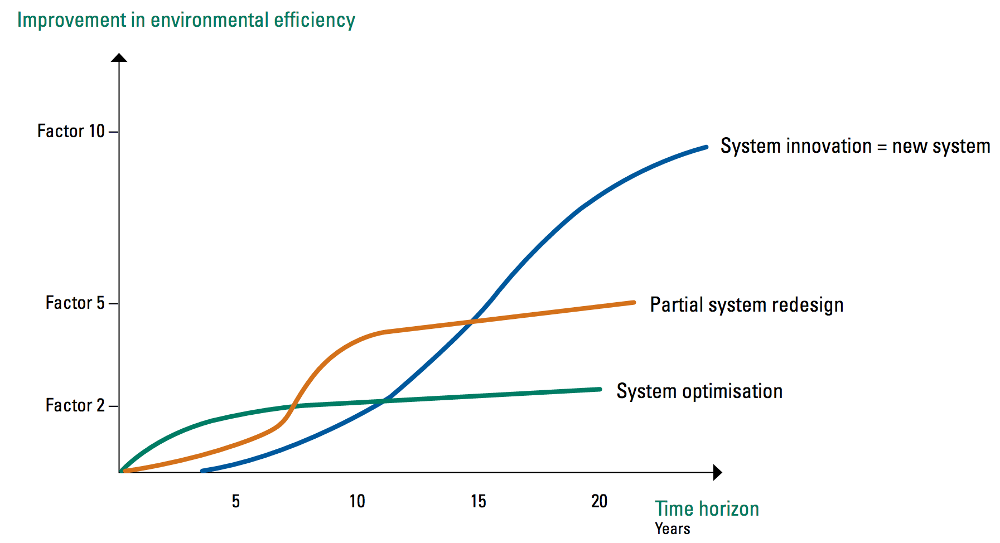 Improvement in environmental efficiency
Factor 10
System innovation = new system
Factor 5
Partial system redesign
System optimisation
Factor 2
5 10 15 20
Time horizon
Years